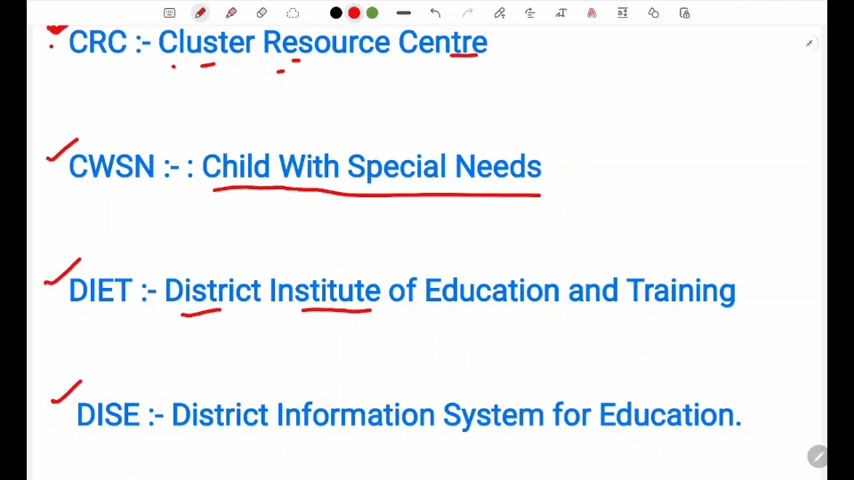 CRC :- Cluster Resource Centre
CWSN :- : Child With Special Needs
DIET :- District Institute of Education and Training
DISE :- District Information System for Education.